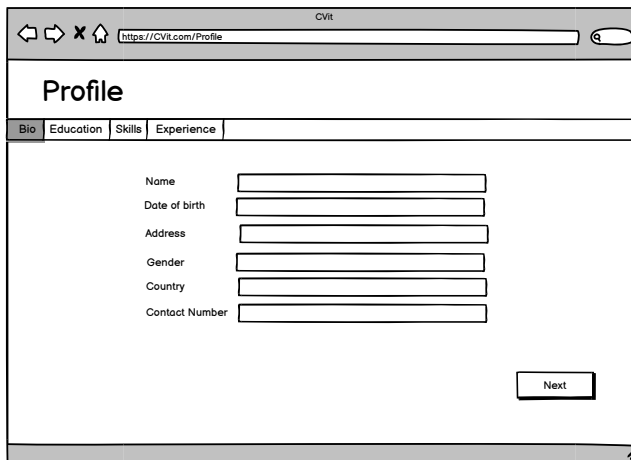 CVit
https://CVit.com/Profile
Profile
Bio Education Skills Experience
Name
Date of birth
Address
Gender
Country
Contact Number
Next